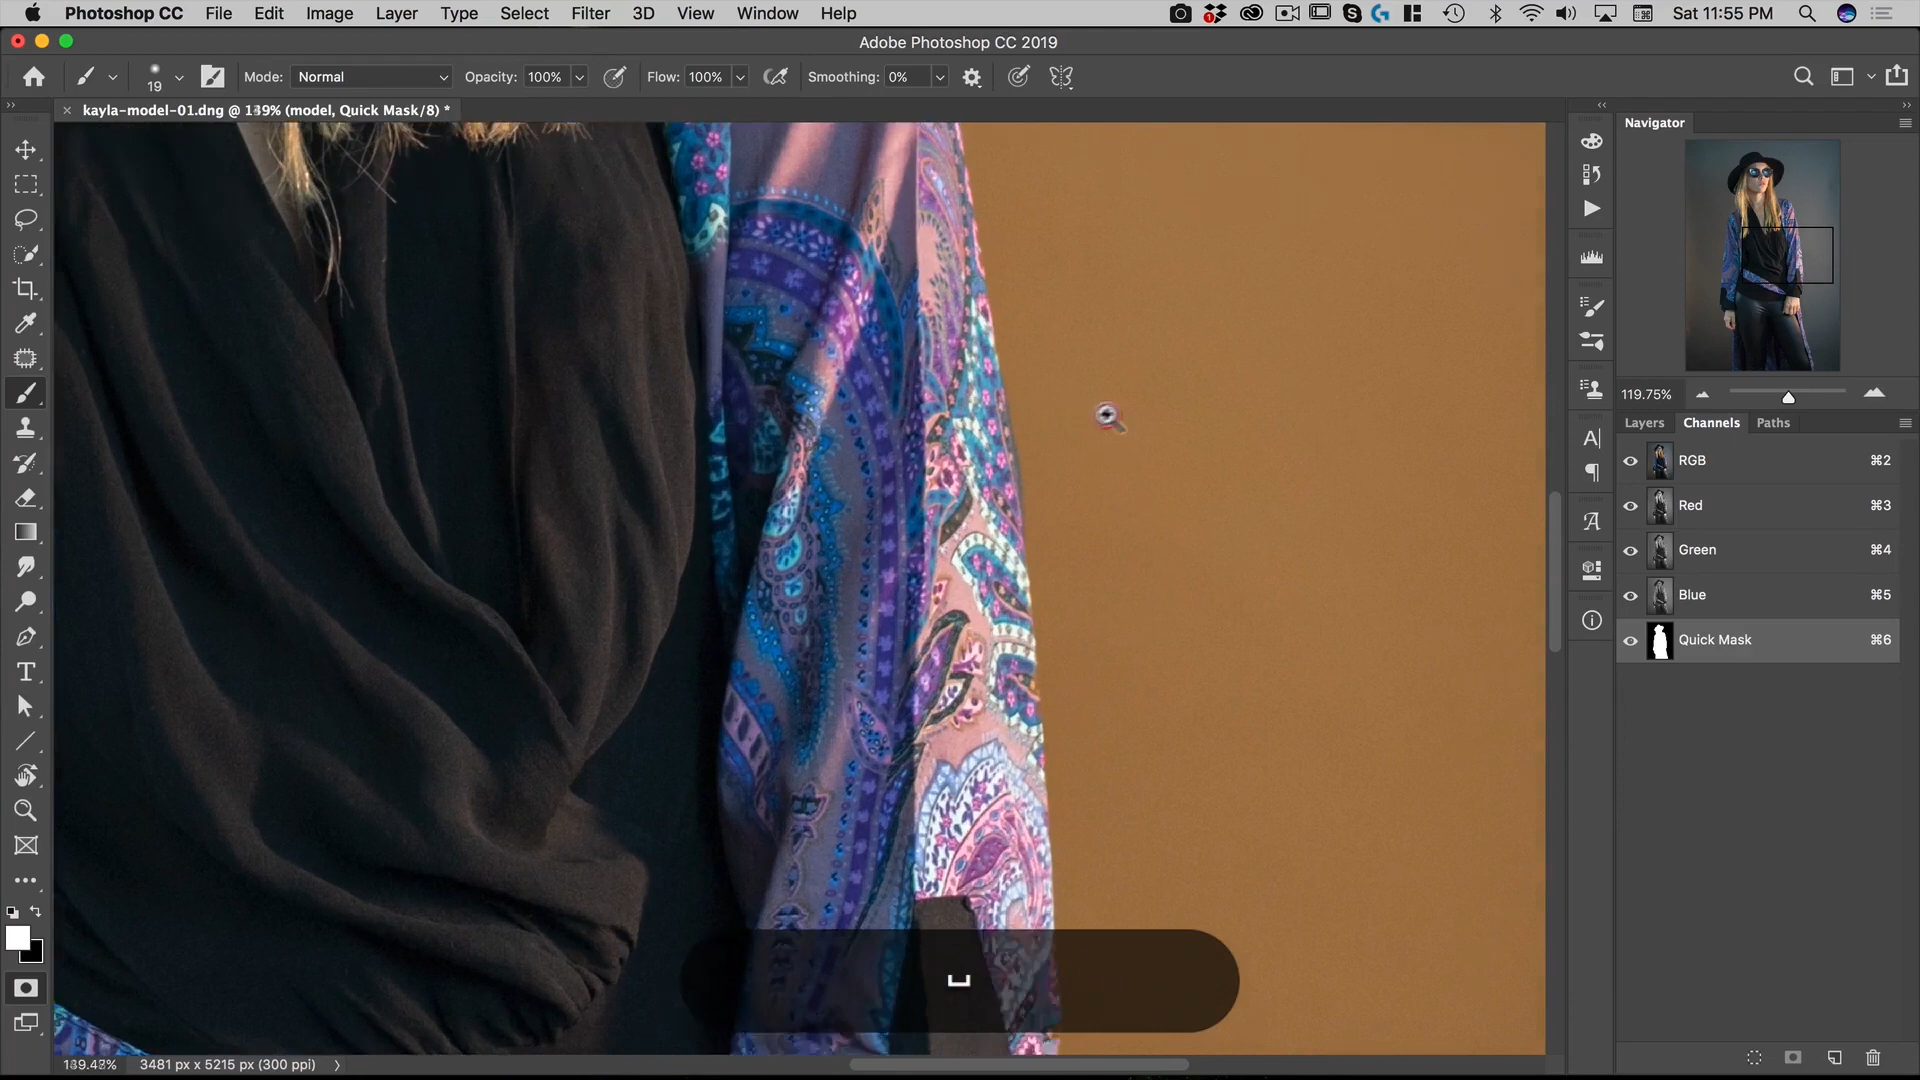 Photoshop CC File Edit Image Layer Type Select Filter 3D View Window Help
1 Sat 11:55 PM
Adobe Photoshop CC 2019
19 Mode: Normal Opacity: 100% Flow: 100% Smoothing: 0%
kayla-model-01.dng @ (model, Quick Mask/8) *
Navigator
119.75%
Layers Channels Paths
RGB ⌘2
Red ⌘3
Green ⌘4
Blue ⌘5
Quick Mask ⌘6
3481 px x 5215 px (300 ppi)